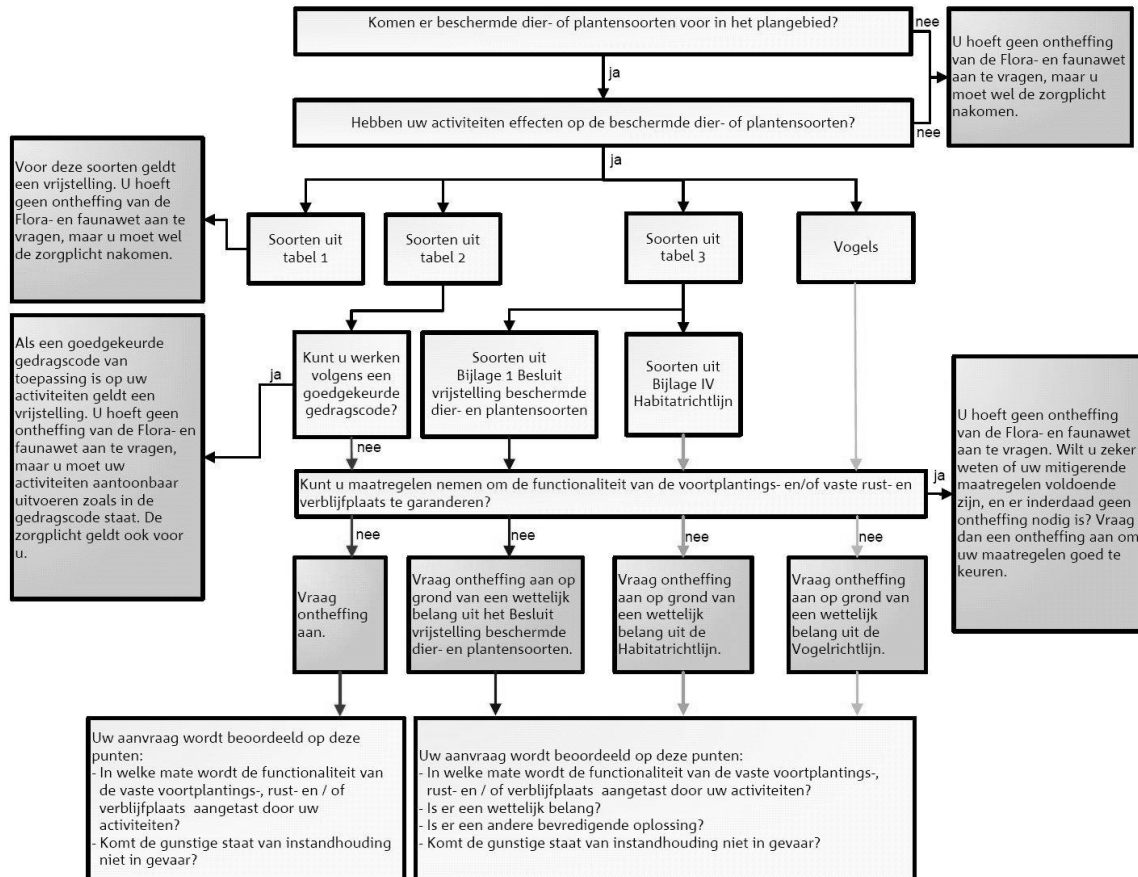 Komen er beschermde dier- of plantensoorten voor in het plangebied?
nee
U hoeft geen ontheffing
van de Flora- en faunawet
aan te vragen, maar u
moet wel de zorgplicht
nakomen.
ja
Hebben uw activiteiten effecten op de beschermde dier- of plantensoorten?
nee
ja
Voor deze soorten geldt
een vrijstelling. U hoeft
geen ontheffing van de
Flora- en faunawet aan te
vragen, maar u moet wel
de zorgplicht nakomen.
Soorten uit
tabel 1
Soorten uit
tabel 2
Soorten uit
tabel 3
Vogels
Als een goedgekeurde
gedragscode van
toepassing is op uw
activiteiten geldt een
vrijstelling. U hoeft geen
ontheffing van de Flora- en
faunawet aan te vragen,
maar u moet uw
activiteiten aantoonbaar
uitvoeren zoals in de
gedragscode staat. De
zorgplicht geldt ook voor
u.
ja
Kunt u werken
volgens een
goedgekeurde
gedragscode?
Soorten uit
Bijlage 1 Besluit
vrijstelling beschermde
dier- en plantensoorten
Soorten uit
Bijlage IV
Habitatrichtlijn
nee
Kunt u maatregelen nemen om de functionaliteit van de voortplantings- en/of vaste rust- en
verblijfplaats te garanderen?
ja
U hoeft geen ontheffing
van de Flora- en faunawet
aan te vragen. Wilt u zeker
weten of uw mitigerende
maatregelen voldoende
zijn, en er inderdaad geen
ontheffing nodig is? Vraag
dan een ontheffing aan om
uw maatregelen goed te
keuren.
nee
nee
nee
nee
Vraag
ontheffing
aan.
Vraag ontheffing aan op
grond van een wettelijk
belang uit het Besluit
vrijstelling beschermde
dier- en plantensoorten.
Vraag ontheffing
aan op grond van
een wettelijk
belang uit de
Habitatrichtlijn.
Vraag ontheffing
aan op grond van
een wettelijk
belang uit de
Vogelrichtlijn.
Uw aanvraag wordt beoordeeld op deze
punten:
- In welke mate wordt de functionaliteit van
de vaste voortplantings-, rust- en / of
verblijfplaats aangetast door uw
activiteiten?
- Komt de gunstige staat van instandhouding
niet in gevaar?
Uw aanvraag wordt beoordeeld op deze punten:
- In welke mate wordt de functionaliteit van de vaste voortplantings-,
rust- en / of verblijfplaats aangetast door uw activiteiten?
- Is er een wettelijk belang?
- Is er een andere bevredigende oplossing?
- Komt de gunstige staat van instandhouding niet in gevaar?